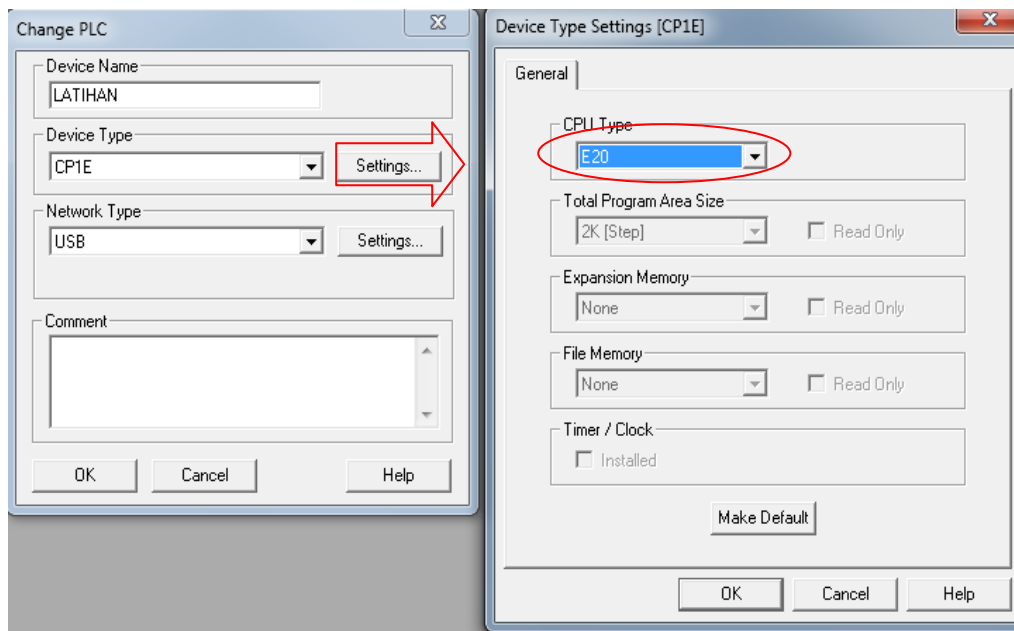 Change PLC
Device Name
LATIHAN
Device Type
CP1E
Settings...
Network Type
USB
Settings...
Comment
OK
Cancel
Help
Device Type Settings [CP1E]
General
CPU Type
E20
Total Program Area Size
2K [Step]
Read Only
Expansion Memory
None
Read Only
File Memory
None
Read Only
Timer / Clock
Installed
Make Default
OK
Cancel
Help